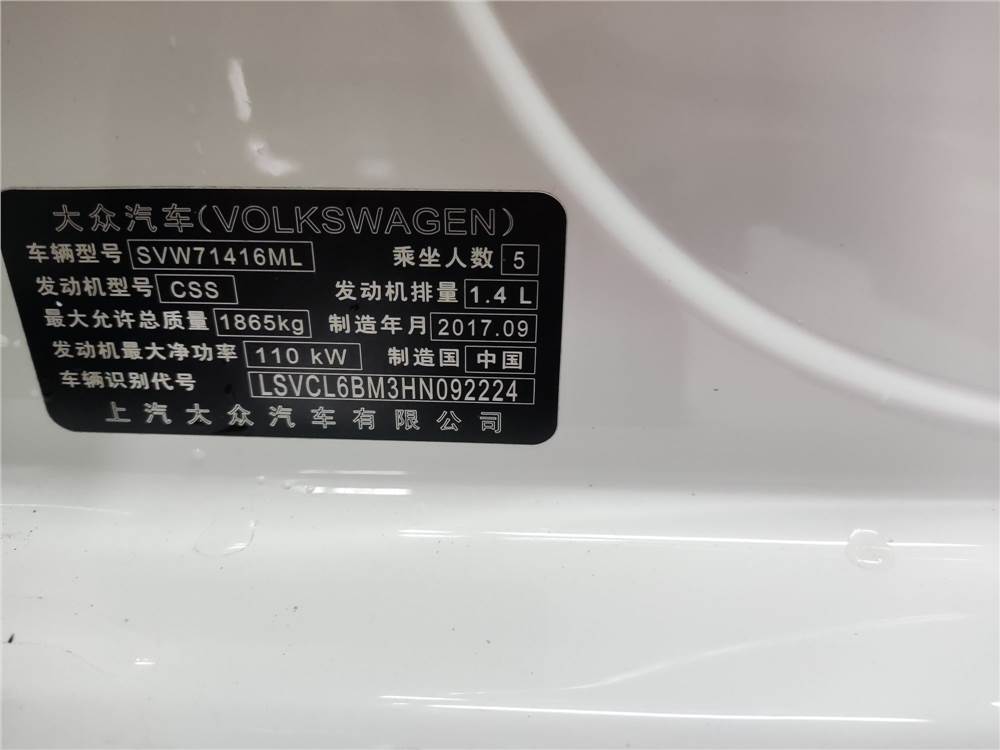 大众汽车(VOLKSWAGEN)
车辆型号 SVW71416ML 乘坐人数 5
发动机型号 CSS 发动机排量 1.4 L
最大允许总质量 1865kg 制造年月 2017.09
发动机最大净功率 110 kW 制造国 中国
车辆识别代号 LSVCL6BM3HN092224
上汽大众汽车有限公司